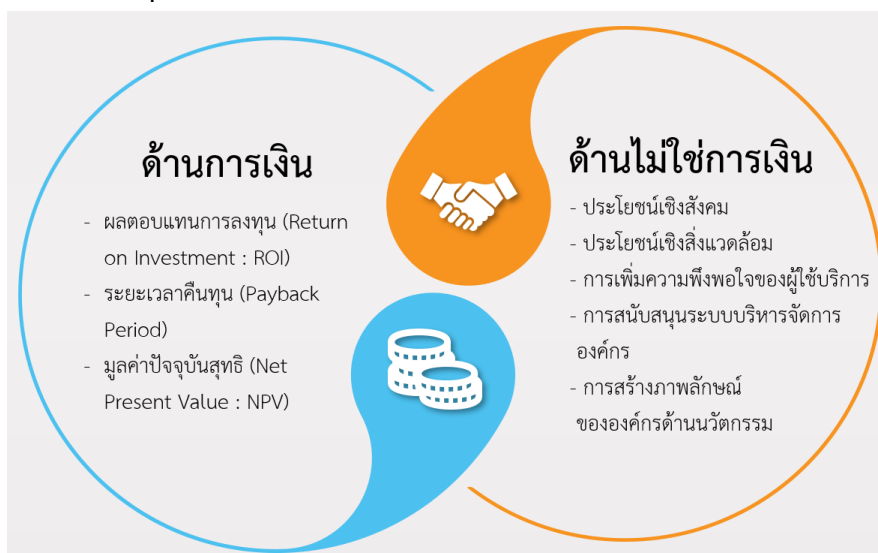 ด้านการเงิน
- ผลตอบแทนการลงทุน (Return
on Investment : ROI)
- ระยะเวลาคืนทุน (Payback
Period)
- มูลค่าปัจจุบันสุทธิ (Net
Present Value : NPV)
ด้านไม่ใช่การเงิน
- ประโยชน์เชิงสังคม
- ประโยชน์เชิงสิ่งแวดล้อม
- การเพิ่มความพึงพอใจของผู้ใช้บริการ
- การสนับสนุนระบบบริหารจัดการ
องค์กร
- การสร้างภาพลักษณ์
ขององค์กรด้านนวัตกรรม